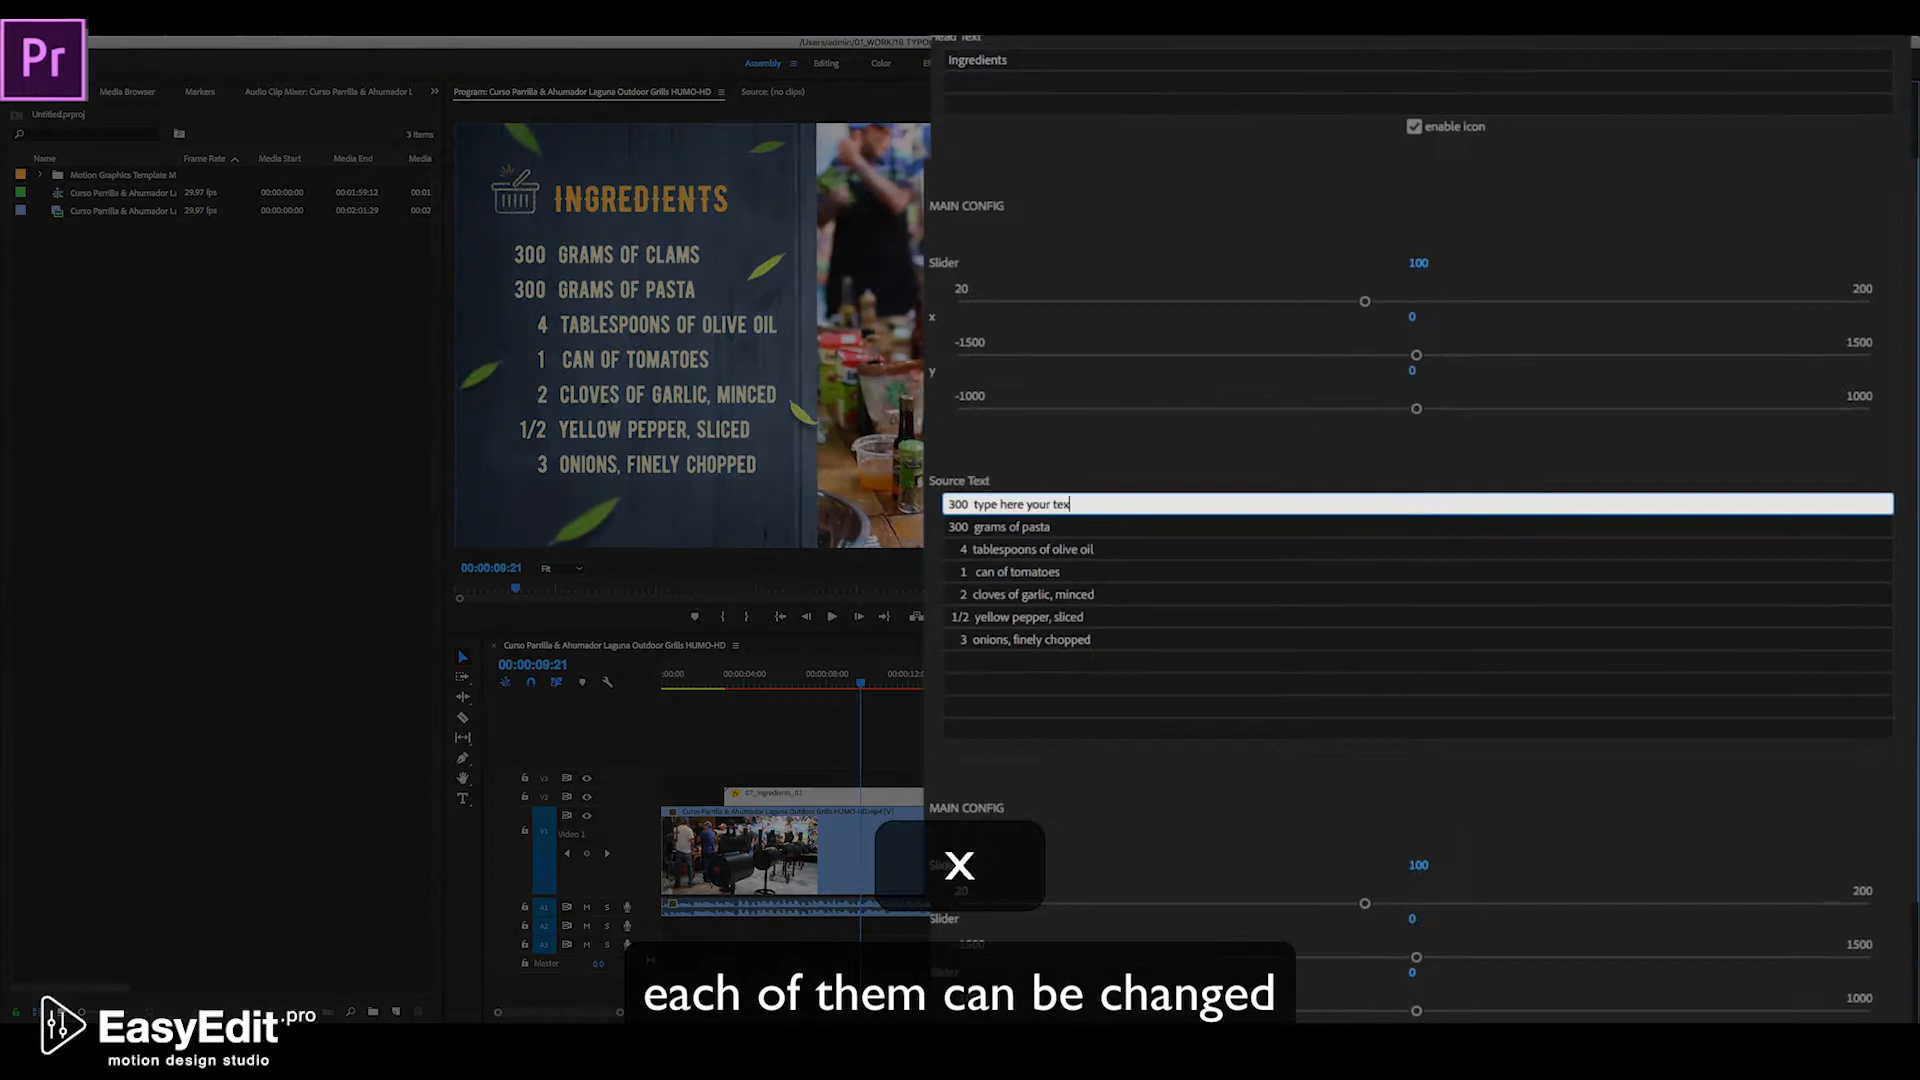 Pr
/Users/admin/01_WORK/18 TYPO
Assembly
Editing
Color
Media Browser
Markers
Audio Clip Mixer: Curso Parrilla & Ahumador L
Program: Curso Parrilla & Ahumador Laguna Outdoor Grills HUMO-HD
Source: (no clips)
Untitled.prproj
3 Items
Name
Frame Rate
Media Start
Media End
Media
Motion Graphics Template M
Curso Parrilla & Ahumador La
29.97 fps
00:00:00:00
00:01:59:12
00:01
Curso Parrilla & Ahumador La
29.97 fps
00:00:00:00
00:02:01:29
00:02
INGREDIENTS
300 GRAMS OF CLAMS
300 GRAMS OF PASTA
4 TABLESPOONS OF OLIVE OIL
1 CAN OF TOMATOES
2 CLOVES OF GARLIC, MINCED
1/2 YELLOW PEPPER, SLICED
3 ONIONS, FINELY CHOPPED
00:00:09:21
Fit
Curso Parrilla & Ahumador Laguna Outdoor Grills HUMO-HD
00:00:09:21
:00:00
00:00:04:00
00:00:08:00
00:00:12:0
V3
V2
07_Ingredients_03
Curso Parrilla & Ahumador Laguna Outdoor Grills HUMO-HD.mp4 [V]
V1
Video 1
A1 M S
A2 M S
A3 M S
Master
0.0
Head Text
Ingredients
enable icon
MAIN CONFIG
Slider
100
20
200
x
0
-1500
1500
y
0
-1000
1000
Source Text
300 type here your tex
300 grams of pasta
4 tablespoons of olive oil
1 can of tomatoes
2 cloves of garlic, minced
1/2 yellow pepper, sliced
3 onions, finely chopped
MAIN CONFIG
Slider
100
20
200
Slider
0
-1500
1500
Slider
0
1000
x
each of them can be changed
EasyEdit.pro
motion design studio